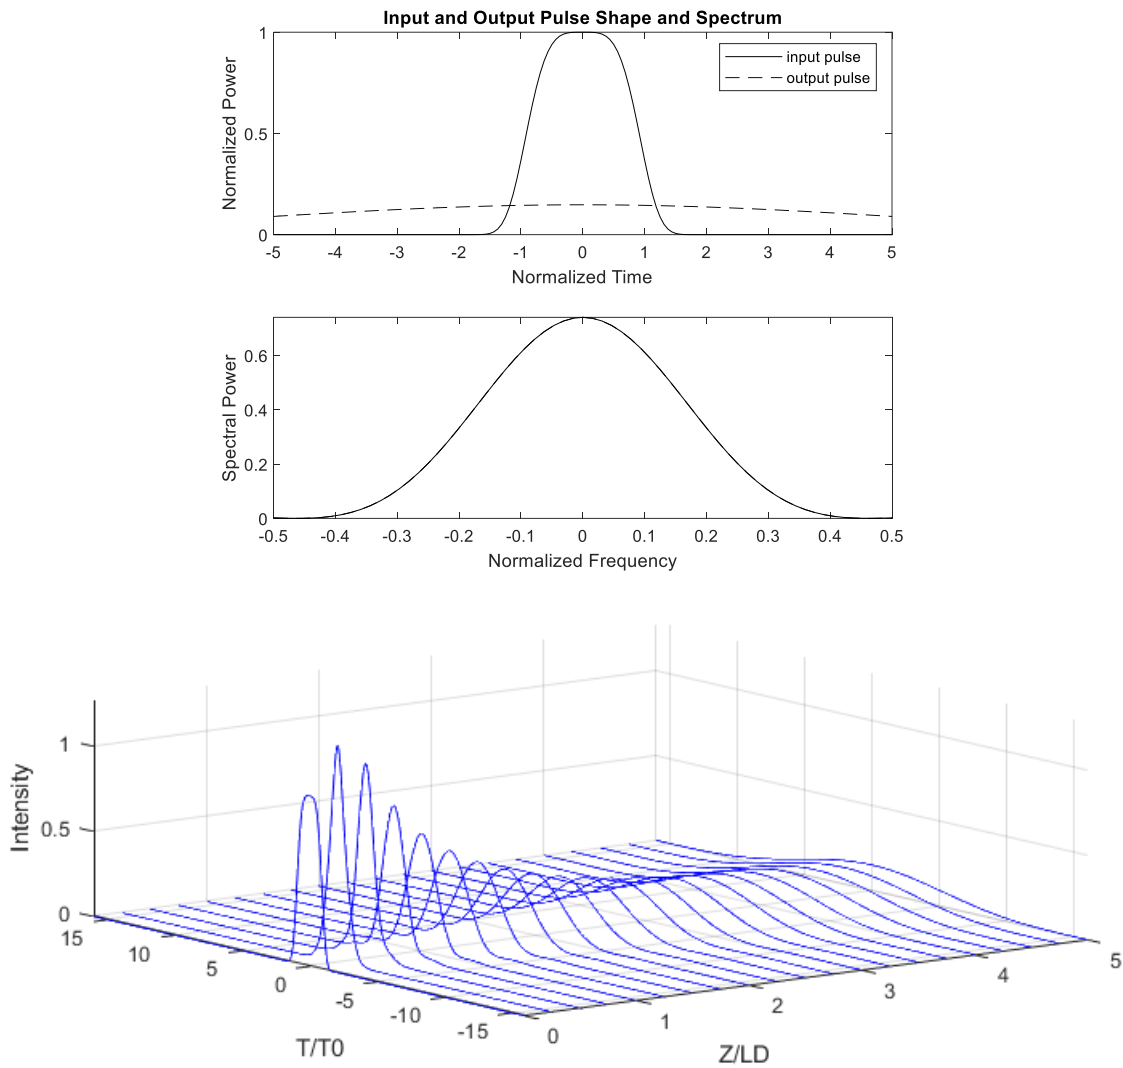 Input and Output Pulse Shape and Spectrum
Normalized Power
1
0.5
0
input pulse
output pulse
-5 -4 -3 -2 -1 0 1 2 3 4 5
Normalized Time
Spectral Power
0.6
0.4
0.2
0
-0.5 -0.4 -0.3 -0.2 -0.1 0 0.1 0.2 0.3 0.4 0.5
Normalized Frequency
Intensity
1
0.5
0
15
10
5
0
-5
-10
-15
T/T0
0
1
2
3
4
5
Z/LD